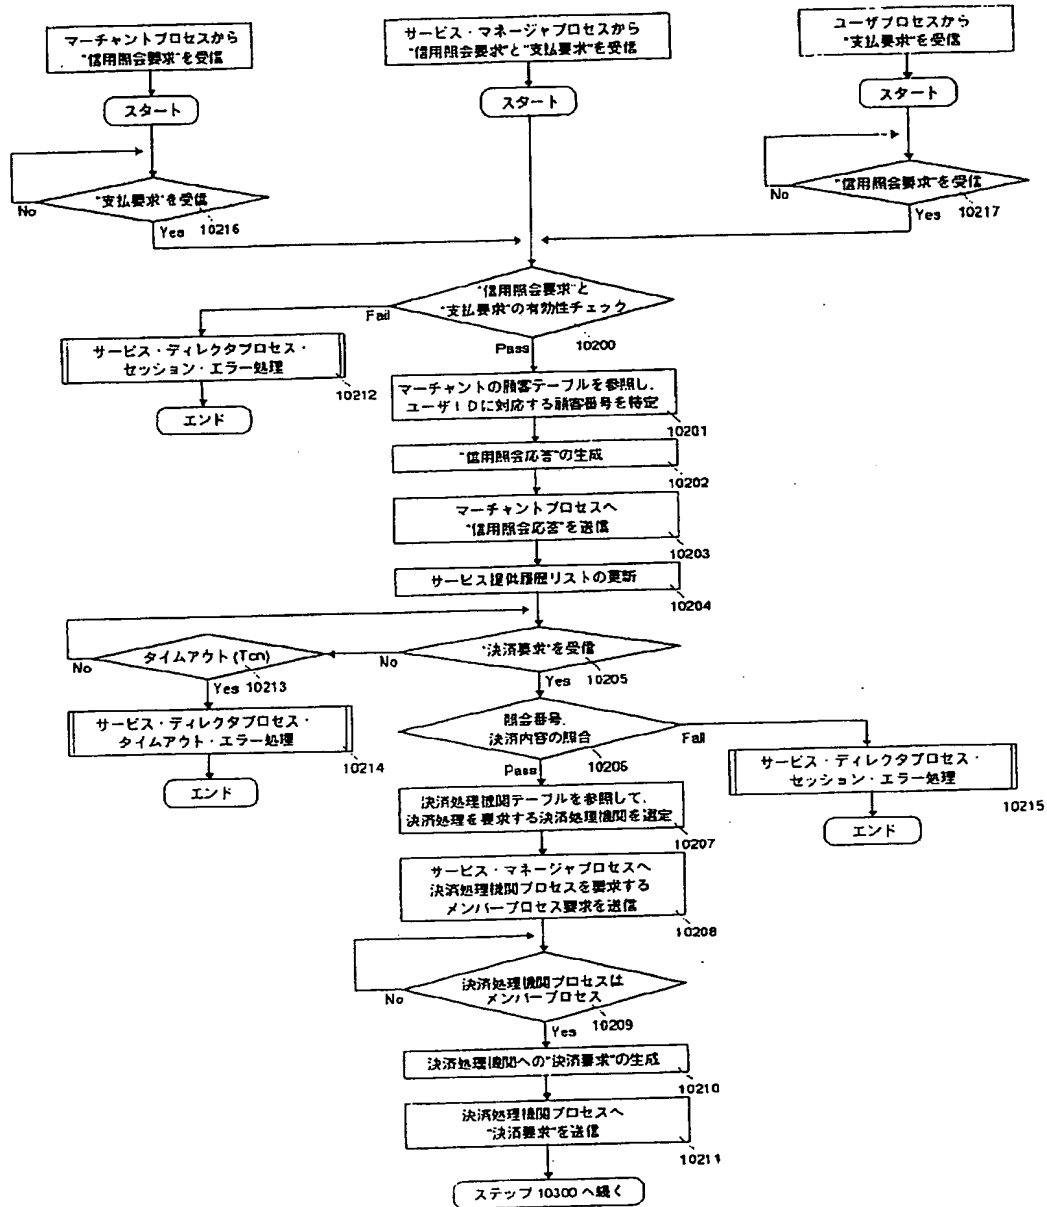 マーチャントプロセスから
"信用照会要求"を受信
スタート
No
"支払要求"を受信
Yes
10216
サービス・マネージャプロセスから
"信用照会要求"と"支払要求"を受信
スタート
ユーザプロセスから
"支払要求"を受信
スタート
No
"信用照会要求"を受信
Yes
10217
"信用照会要求"と
"支払要求"の有効性チェック
Fail
10200
Pass
サービス・ディレクタプロセス・
セッション・エラー処理
10212
エンド
マーチャントの顧客テーブルを参照し、
ユーザIDに対応する顧客番号を特定
10201
"信用照会応答"の生成
10202
マーチャントプロセスへ
"信用照会応答"を送信
10203
サービス提供履歴リストの更新
10204
"決済要求"を受信
No
10205
Yes
タイムアウト(Tcn)
No
Yes
10213
サービス・ディレクタプロセス・
タイムアウト・エラー処理
10214
エンド
照会番号、
決済内容の照合
Fail
10206
Pass
サービス・ディレクタプロセス・
セッション・エラー処理
10215
エンド
決済処理機関テーブルを参照して、
決済処理を要求する決済処理機関を選定
10207
サービス・マネージャプロセスへ
決済処理機関プロセスを要求する
メンバープロセス要求を送信
10208
決済処理機関プロセスは
メンバープロセス
No
10209
Yes
決済処理機関への"決済要求"の生成
10210
決済処理機関プロセスへ
"決済要求"を送信
10211
ステップ 10300 へ続く